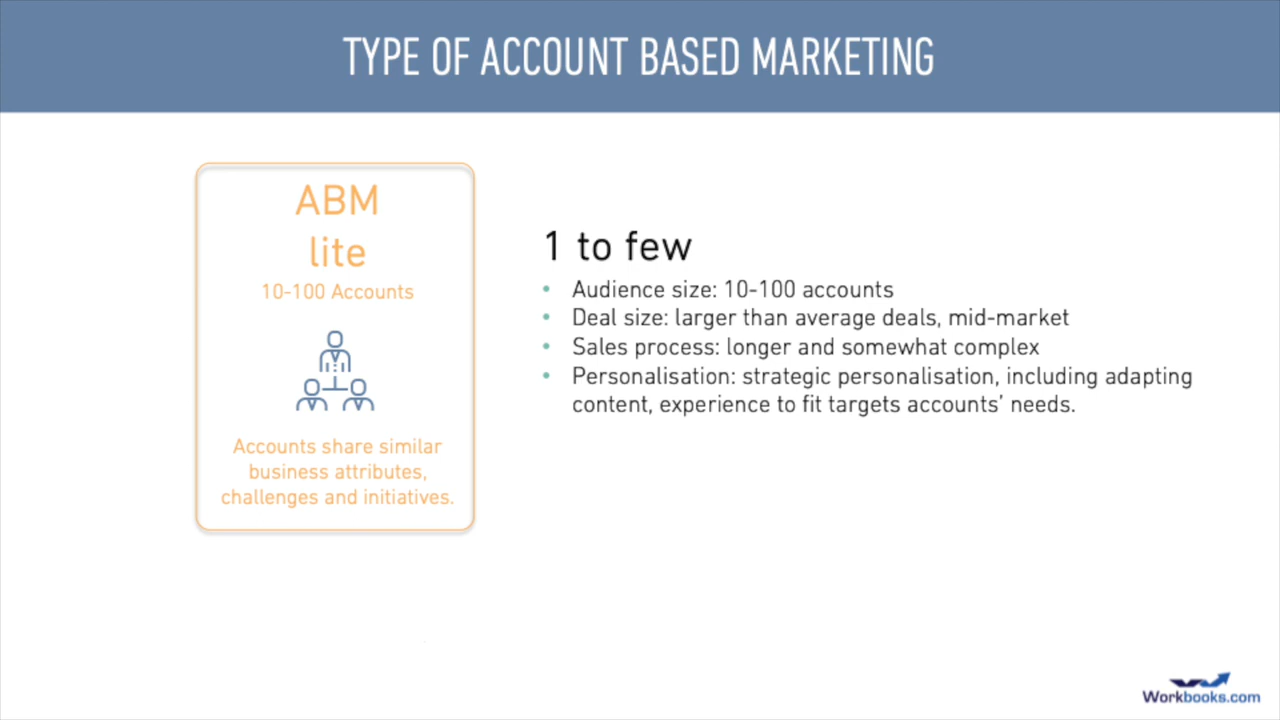 TYPE OF ACCOUNT BASED MARKETING
ABM
lite
10-100 Accounts
Accounts share similar
business attributes,
challenges and initiatives.
1 to few
• Audience size: 10-100 accounts
• Deal size: larger than average deals, mid-market
• Sales process: longer and somewhat complex
• Personalisation: strategic personalisation, including adapting
content, experience to fit targets accounts’ needs.
Workbooks.com